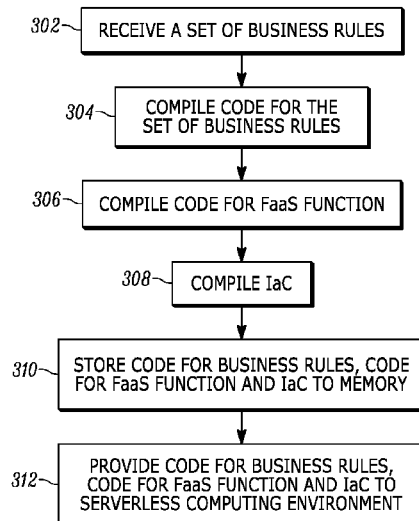 302 RECEIVE A SET OF BUSINESS RULES
304 COMPILE CODE FOR THE
SET OF BUSINESS RULES
306 COMPILE CODE FOR FaaS FUNCTION
308 COMPILE IaC
310 STORE CODE FOR BUSINESS RULES, CODE
FOR FaaS FUNCTION AND IaC TO MEMORY
312 PROVIDE CODE FOR BUSINESS RULES,
CODE FOR FaaS FUNCTION AND IaC TO
SERVERLESS COMPUTING ENVIRONMENT